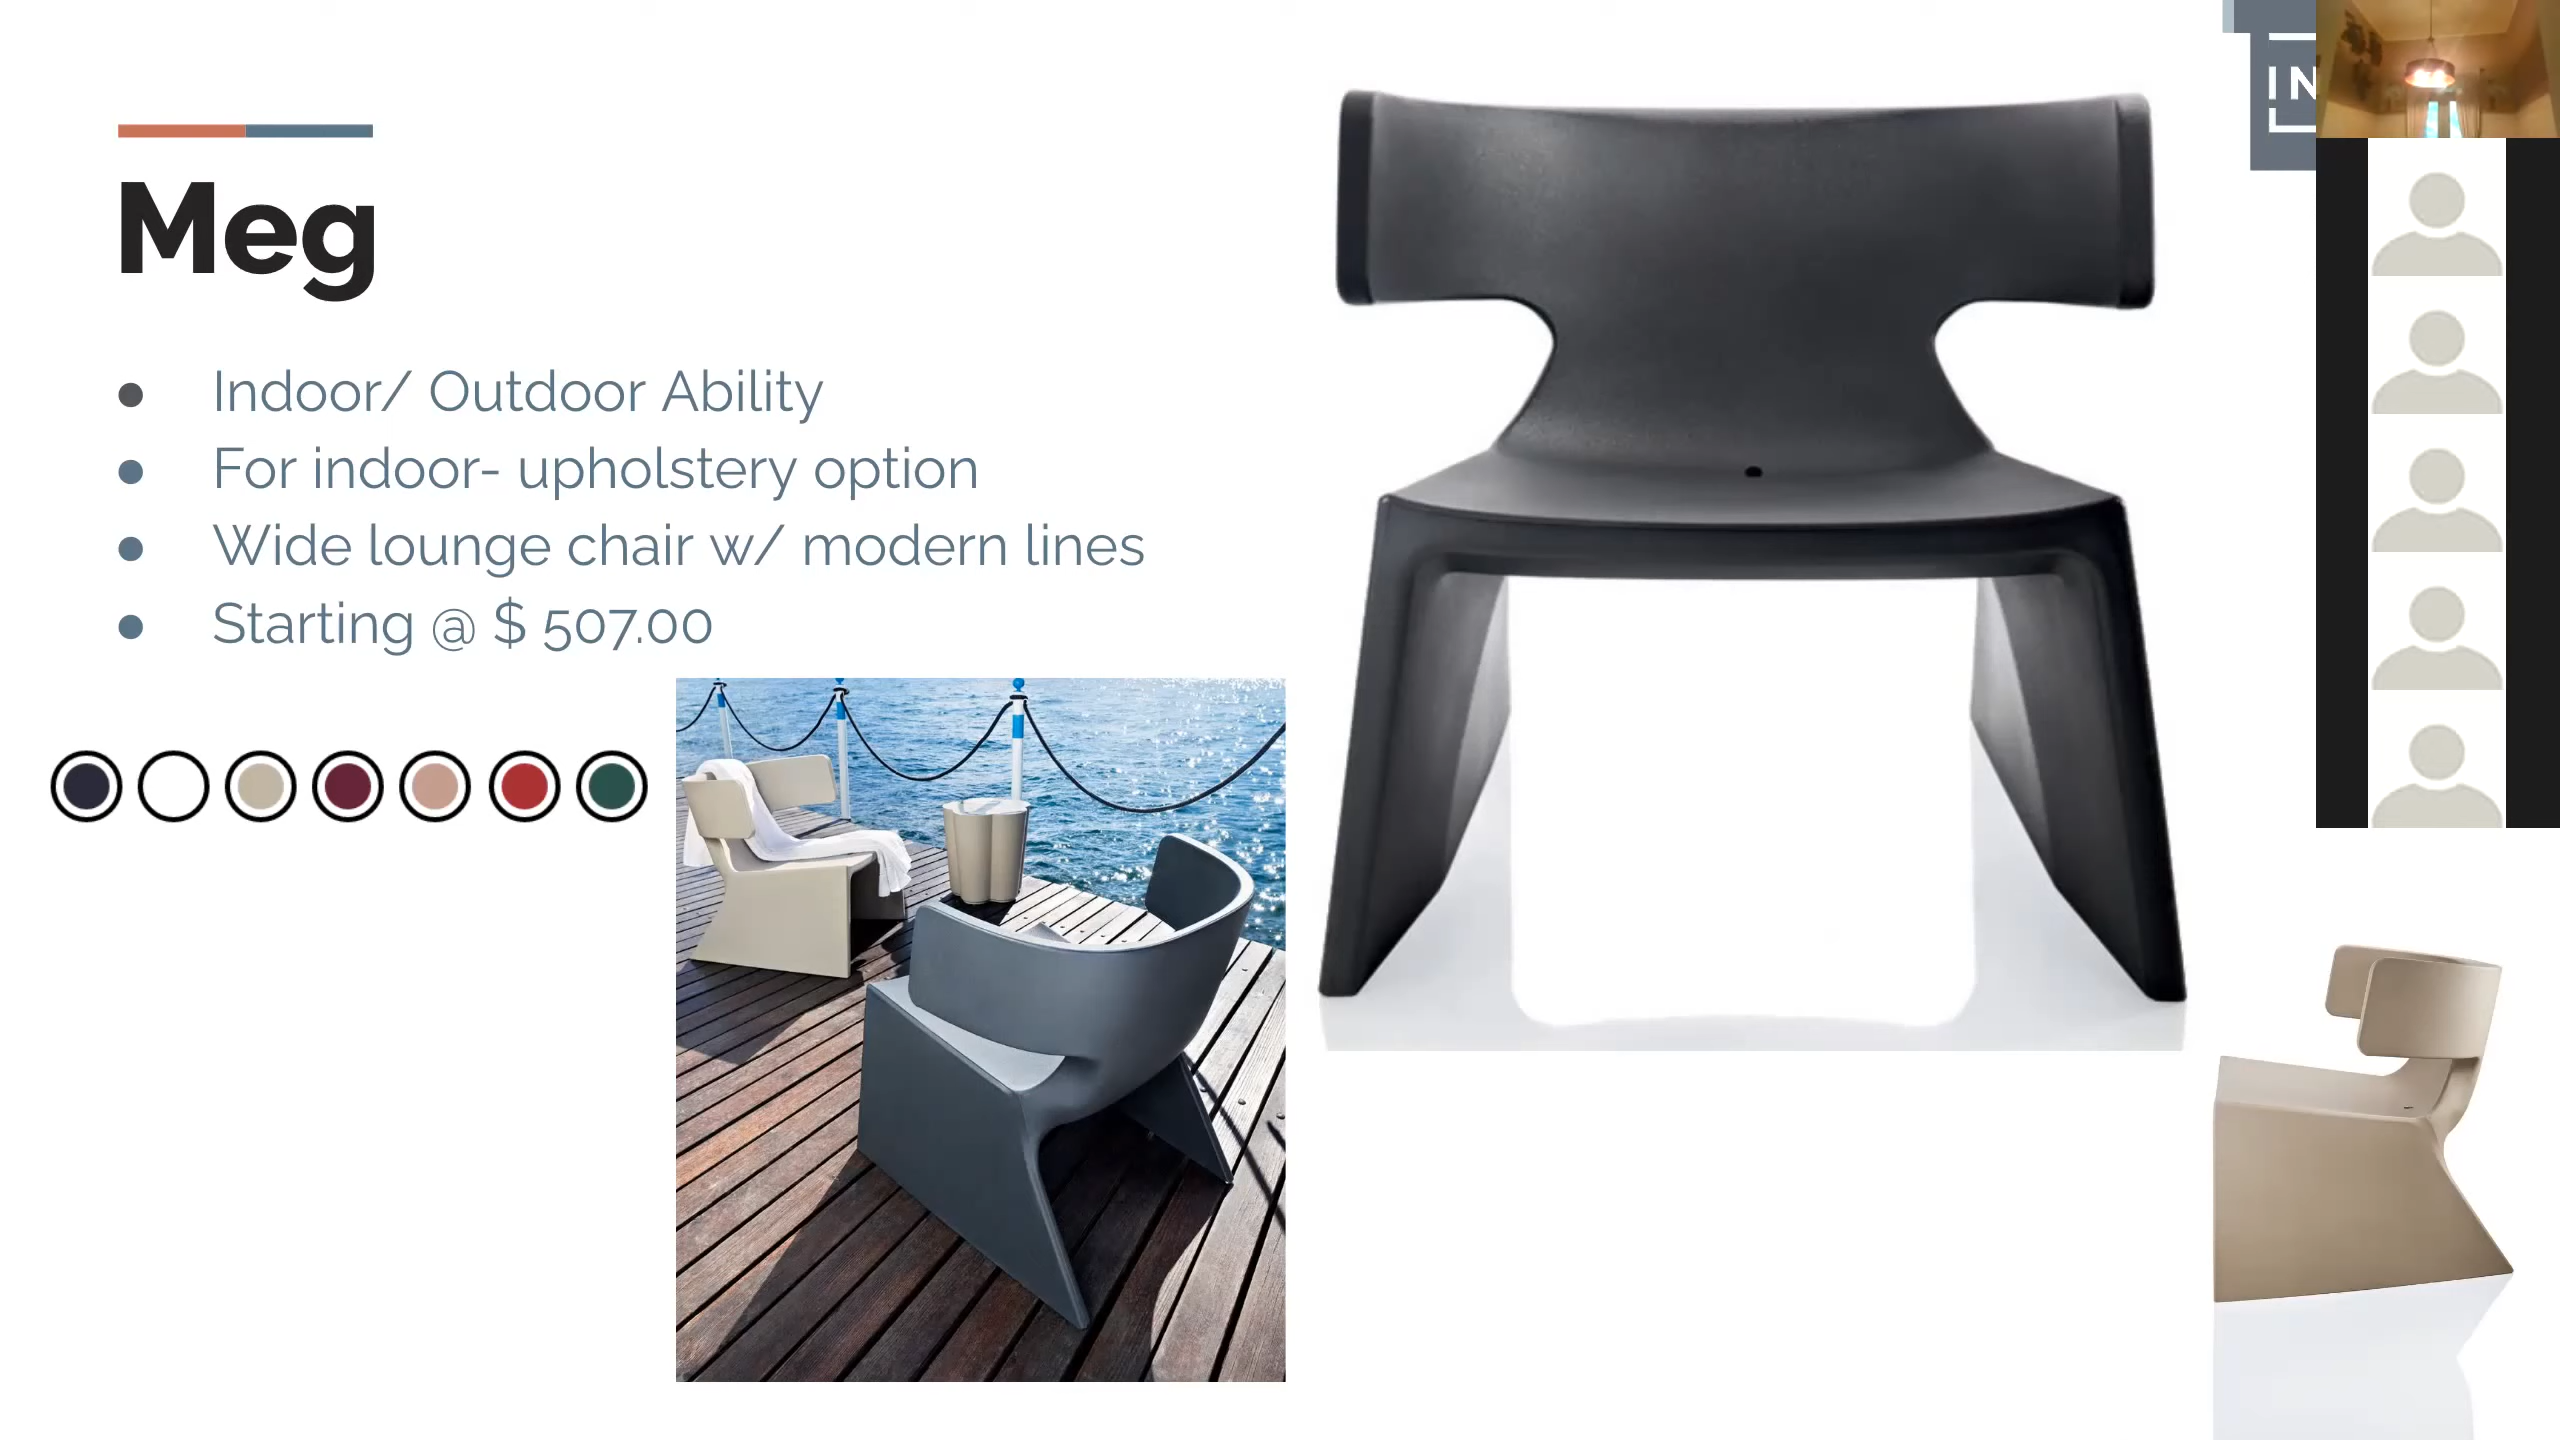 Meg
● Indoor/ Outdoor Ability
● For indoor- upholstery option
● Wide lounge chair w/ modern lines
● Starting @ $ 507.00